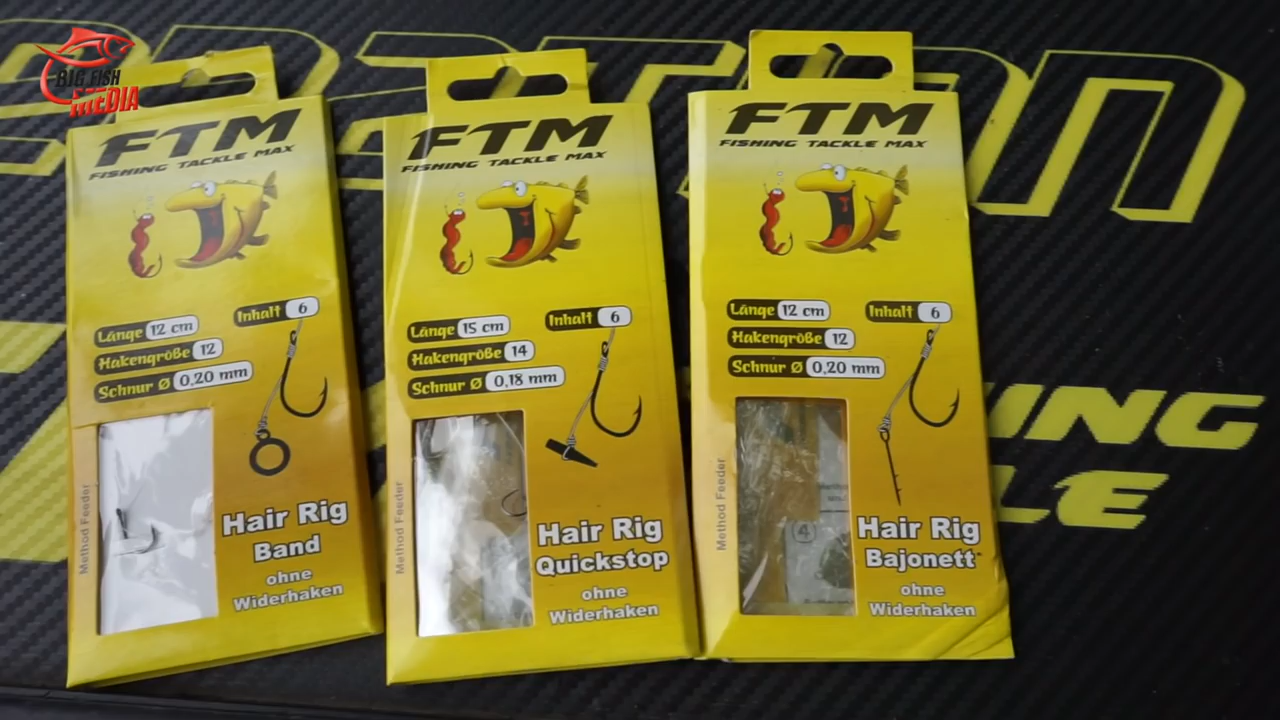 BIG FISH
MEDIA
FTM
FISHING TACKLE MAX
Länge 12 cm
Inhalt 6
Hakengröße 12
Schnur Ø 0,20 mm
Method Feeder
Hair Rig
Band
ohne
Widerhaken
FTM
FISHING TACKLE MAX
Länge 15 cm
Inhalt 6
Hakengröße 14
Schnur Ø 0,18 mm
Method Feeder
Hair Rig
Quickstop
ohne
Widerhaken
FTM
FISHING TACKLE MAX
Länge 12 cm
Inhalt 6
Hakengröße 12
Schnur Ø 0,20 mm
Method Feeder
4
Hair Rig
Bajonett*
ohne
Widerhaken